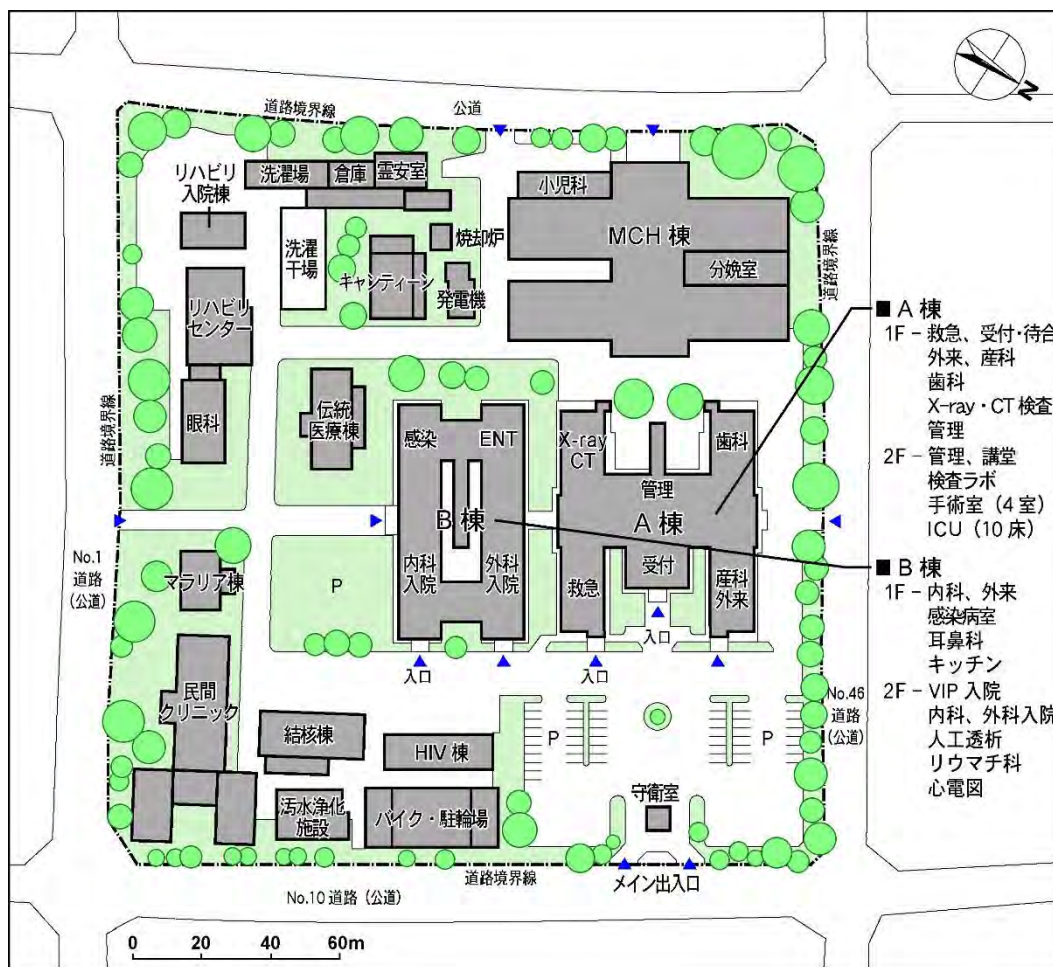 N
道路境界線
公道
リハビリ
入院棟
洗濯場
倉庫
霊安室
小児科
MCH 棟
分娩室
道路境界線
洗濯
干場
焼却炉
キャンティーン
発電機
リハビリ
センター
眼科
道路境界線
伝統
医療棟
感染
ENT
B 棟
内科
入院
外科
入院
X-ray
CT
歯科
管理
A 棟
受付
救急
産科
外来
入口
入口
入口
P
No.1
道路
(公道)
マラリア棟
民間
クリニック
結核棟
HIV 棟
汚水浄化
施設
バイク・駐輪場
P
P
守衛室
No.46
道路
(公道)
道路境界線
メイン出入口
No.10 道路 (公道)
0 20 40 60m
■ A 棟
1F − 救急、受付・待合
外来、産科
歯科
X-ray・CT 検査
管理
2F − 管理、講堂
検査ラボ
手術室（4 室）
ICU（10 床）
■ B 棟
1F − 内科、外来
感染病室
耳鼻科
キッチン
2F − VIP 入院
内科、外科入院
人工透析
リウマチ科
心電図